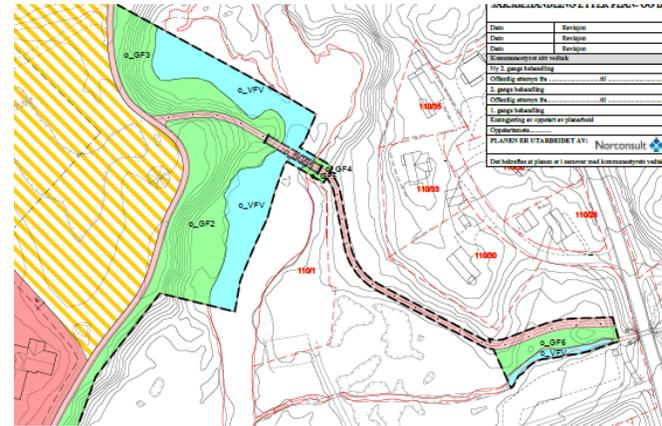 SAKSBEHANDLING ETTER PLAN- OG B
Dato Revisjon
Dato Revisjon
Dato Revisjon
Kommunestyret sitt vedtak
Ny 2. gangs behandling
Offentlig ettersyn fra ........................til ....................
2. gangs behandling
Offentlig ettersyn fra ........................til ....................
1. gangs behandling
Kunngjøring av oppstart av planarbeid
Oppstartsmøte..........
PLANEN ER UTARBEIDET AV: Norconsult
Det bekreftes at planen er i samsvar med kommunestyrets vedtak
o_GF3
o_VFV
110/35
o_GF4
110/33
o_VFV
o_GF2
110/28
110/30
110/1
o_GF6
o_VFV